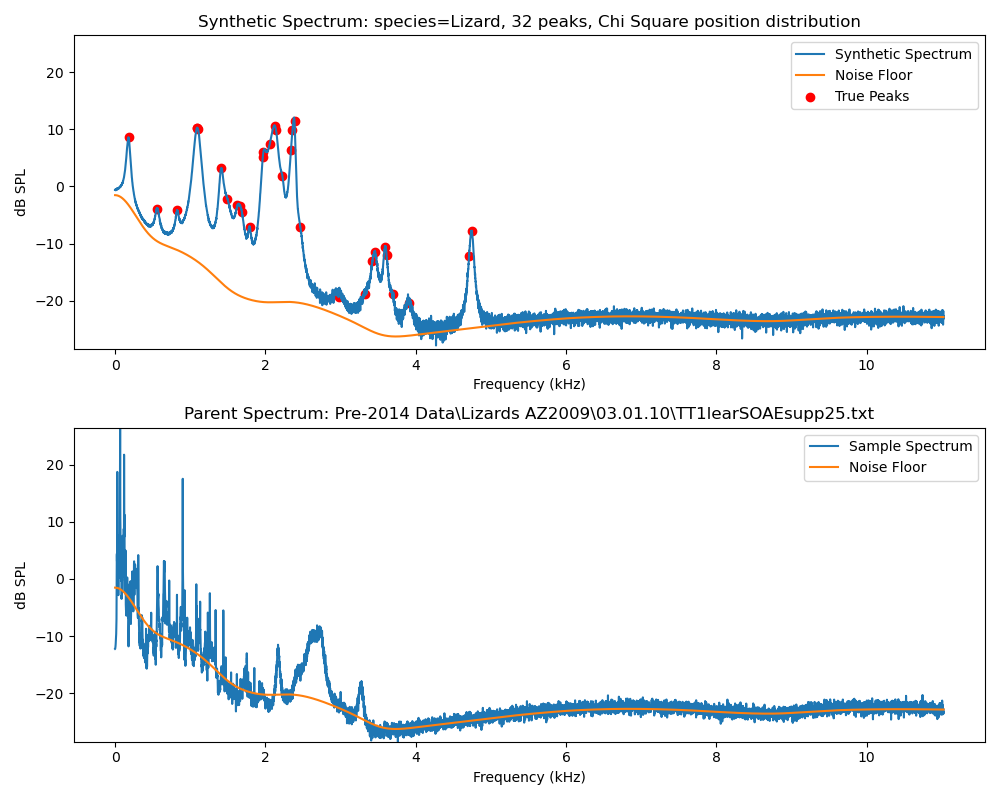 Synthetic Spectrum: species=Lizard, 32 peaks, Chi Square position distribution
20
10
0
−10
−20
dB SPL
Synthetic Spectrum
Noise Floor
True Peaks
0 2 4 6 8 10
Frequency (kHz)
Parent Spectrum: Pre-2014 Data\Lizards AZ2009\03.01.10\TT1learSOAEsupp25.txt
20
10
0
−10
−20
dB SPL
Sample Spectrum
Noise Floor
0 2 4 6 8 10
Frequency (kHz)